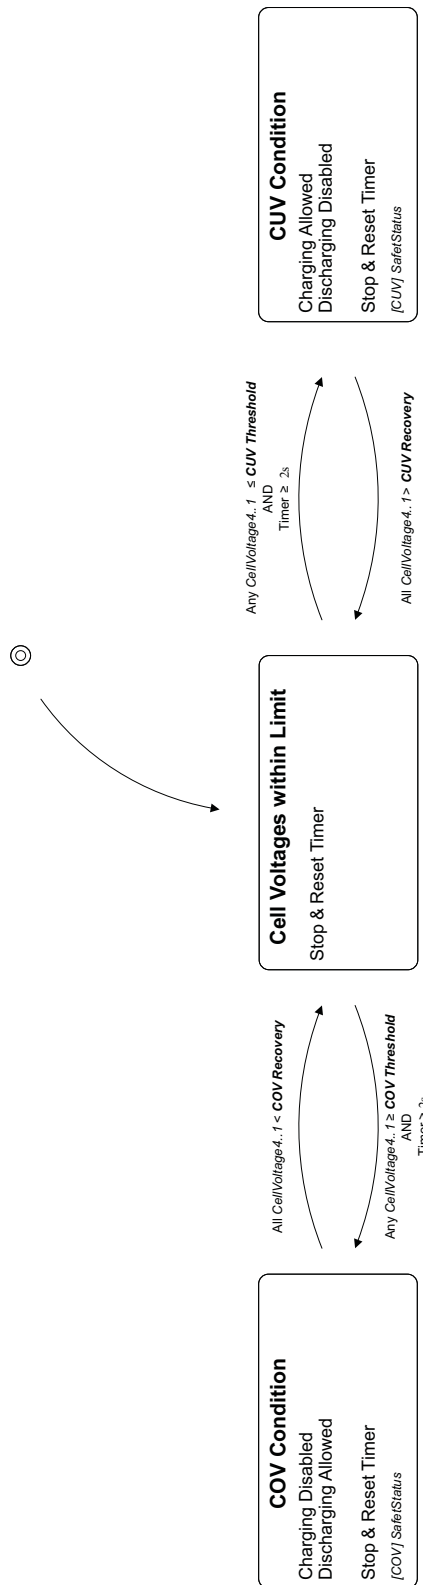 COV Condition
Charging Disabled
Discharging Allowed
Stop & Reset Timer
[COV] SafetStatus
All CellVoltage4..1 < COV Recovery
Any CellVoltage4..1 ≥ COV Threshold
AND
Timer ≥ 2s
Cell Voltages within Limit
Stop & Reset Timer
Any CellVoltage4..1 ≤ CUV Threshold
AND
Timer ≥ 2s
All CellVoltage4..1 > CUV Recovery
CUV Condition
Charging Allowed
Discharging Disabled
Stop & Reset Timer
[CUV] SafetStatus